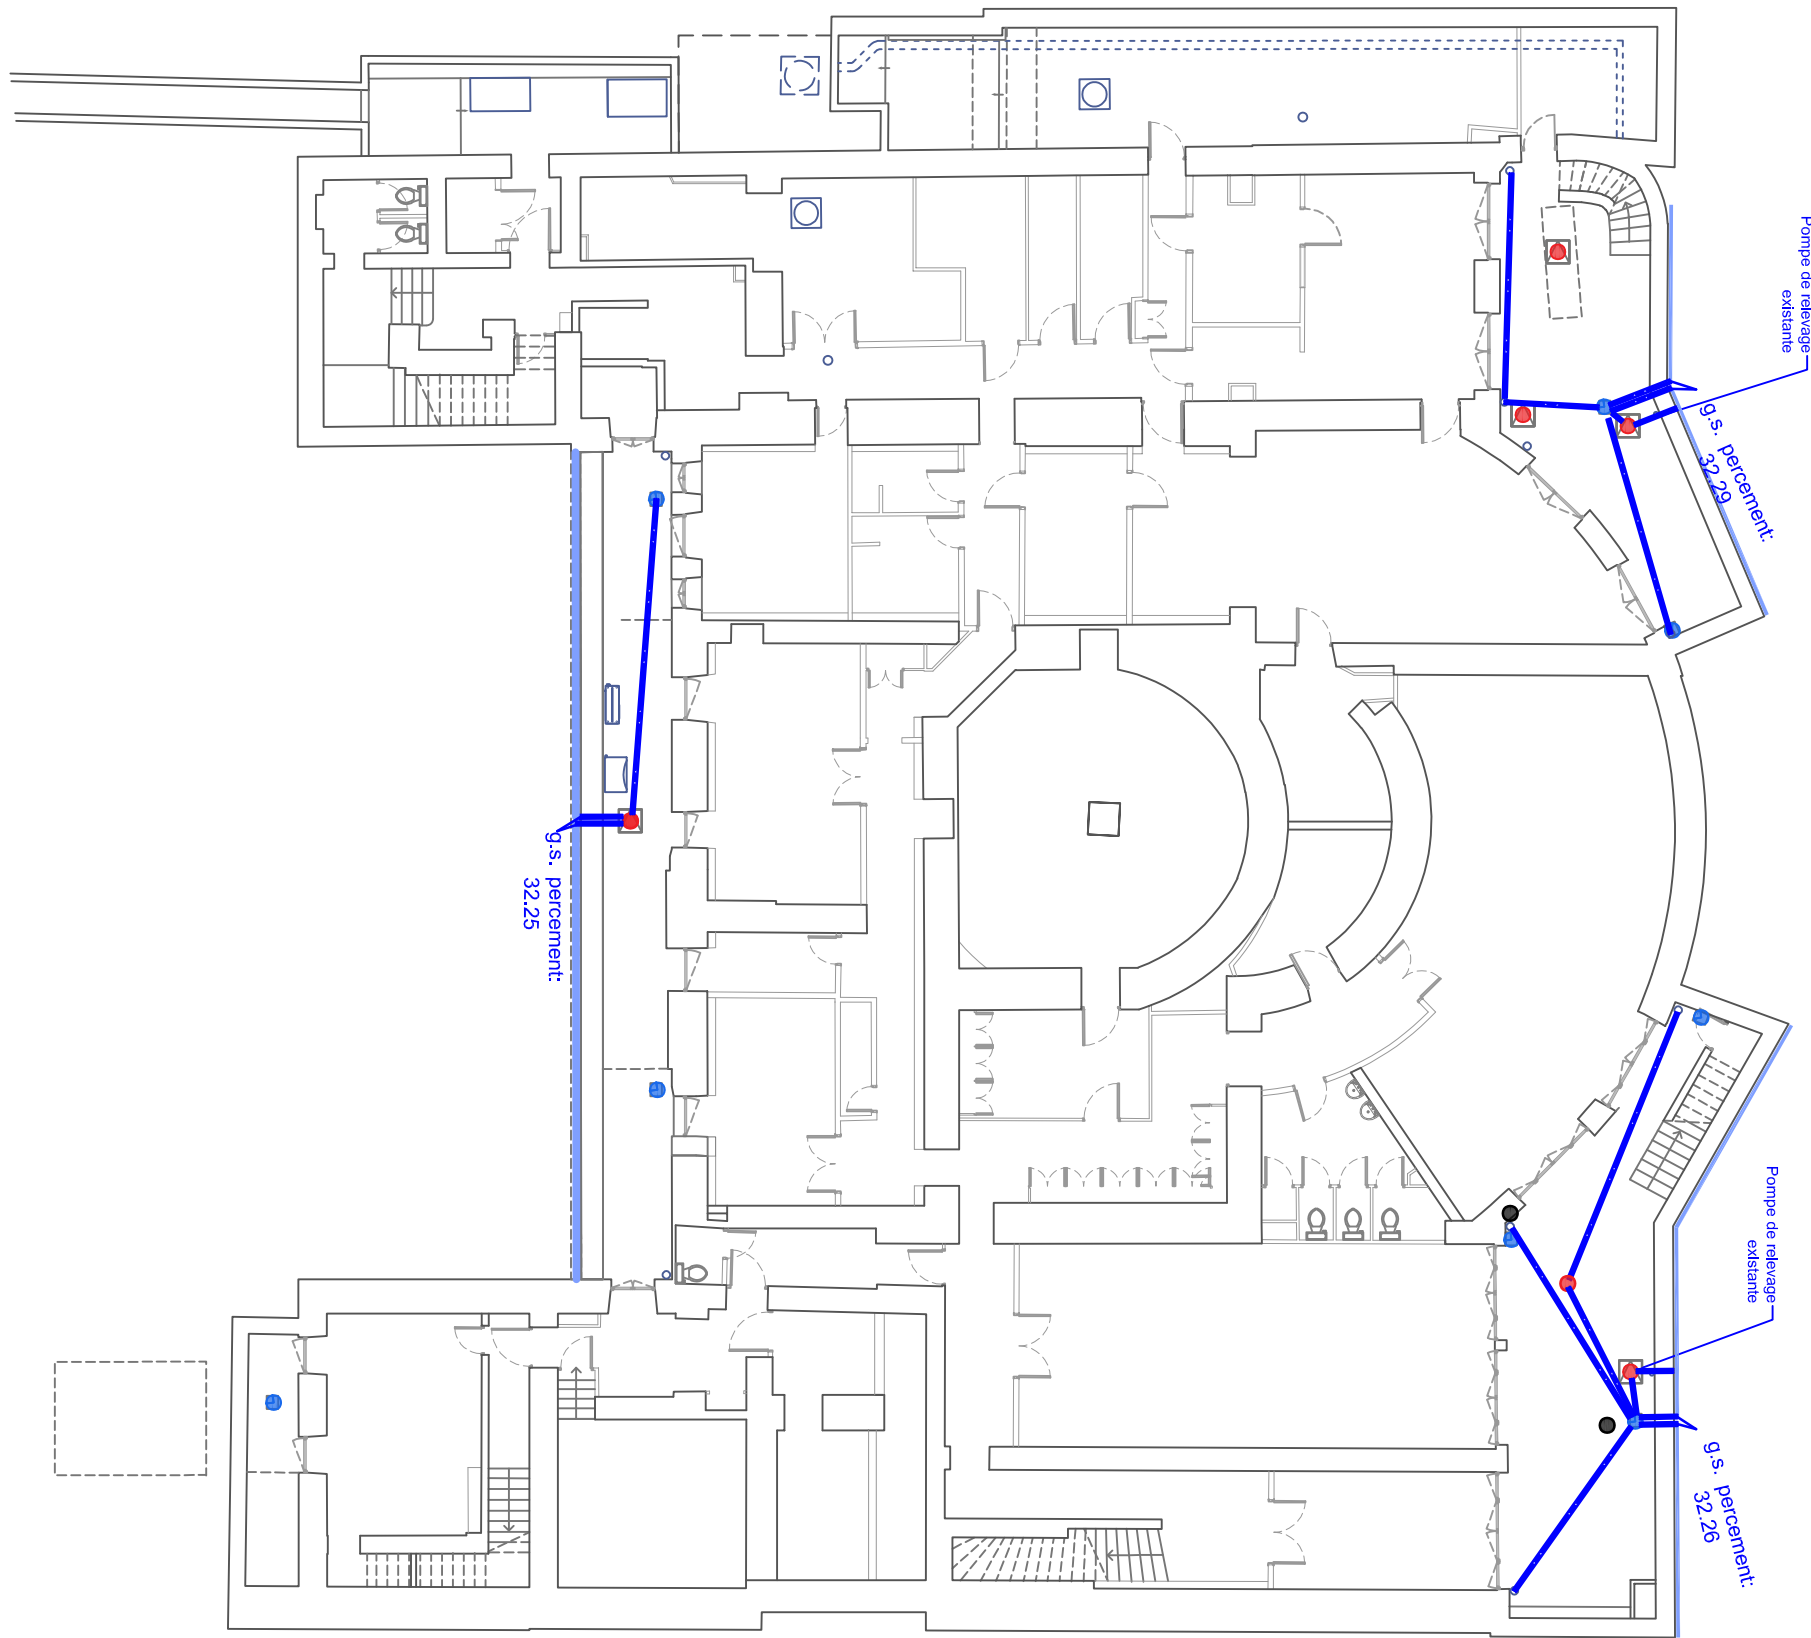 Pompe de relevage
existante
g.s. percement:
32.29
g.s. percement:
32.25
Pompe de relevage
existante
g.s. percement:
32.26